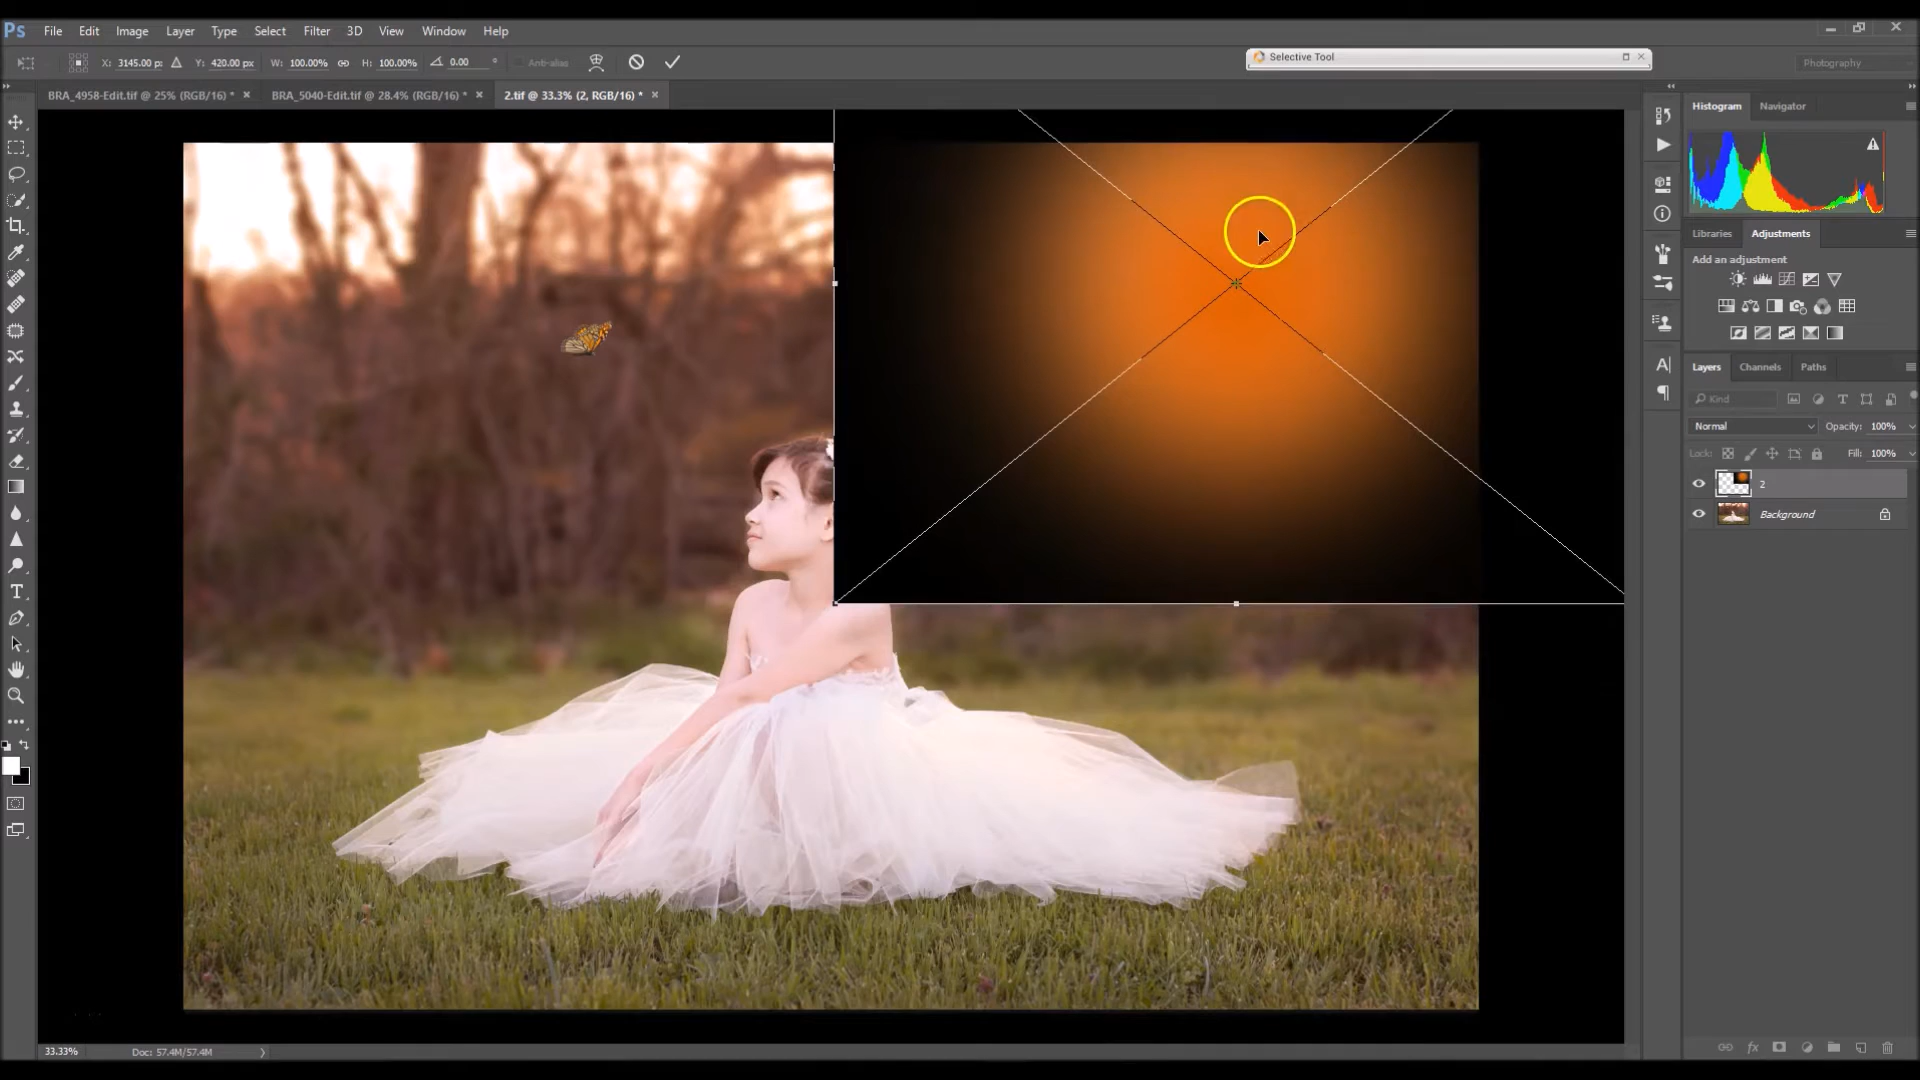 Ps File Edit Image Layer Type Select Filter 3D View Window Help
X: 3145.00 p: Y: 420.00 px W: 100.00% H: 100.00% 0.00 ° Anti-alias
Selective Tool
Photography
BRA_4958-Edit.tif @ 25% (RGB/16) * × BRA_5040-Edit.tif @ 28.4% (RGB/16) * × 2.tif @ 33.3% (2, RGB/16) * ×
Histogram Navigator
Libraries Adjustments
Add an adjustment
Layers Channels Paths
Kind
Normal Opacity: 100%
Lock: Fill: 100%
2
Background
33.33% Doc: 57.4M/57.4M